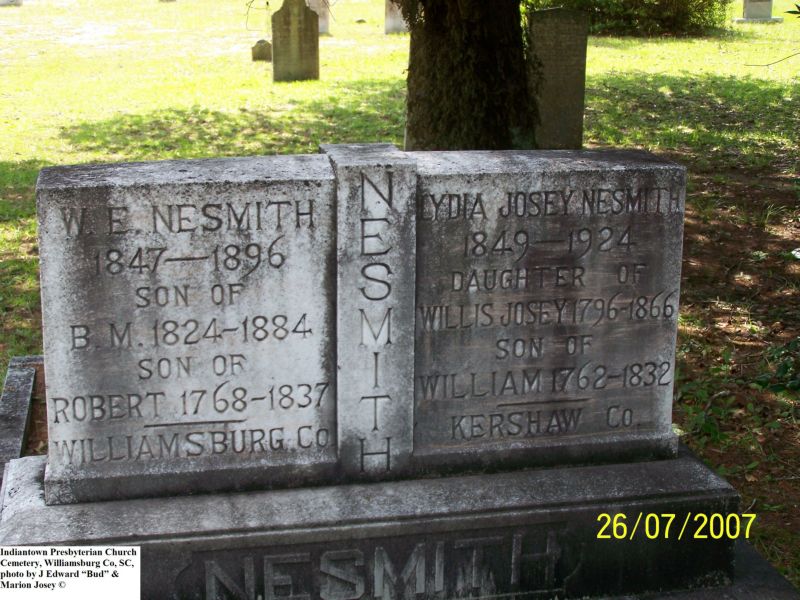 W. E. NESMITH
1847—1896
SON OF
B. M. 1824-1884
SON OF
ROBERT 1768-1837
WILLIAMSBURG CO
NESMITH
LYDIA JOSEY NESMITH
1849—1924
DAUGHTER OF
WILLIS JOSEY 1796-1866
SON OF
WILLIAM 1762-1832
KERSHAW CO.
NESMITH
26/07/2007
Indiantown Presbyterian Church
Cemetery, Williamsburg Co, SC,
photo by J Edward “Bud” &
Marion Josey ©